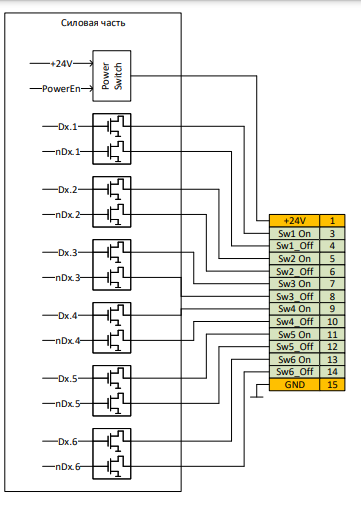 Силовая часть
+24V
PowerEn
Power Switch
Dx.1
nDx.1
Dx.2
nDx.2
Dx.3
nDx.3
Dx.4
nDx.4
Dx.5
nDx.5
Dx.6
nDx.6
+24V 1
Sw1 On 3
Sw1_Off 4
Sw2 On 5
Sw2_Off 6
Sw3 On 7
Sw3_Off 8
Sw4 On 9
Sw4_Off 10
Sw5 On 11
Sw5_Off 12
Sw6 On 13
Sw6_Off 14
GND 15